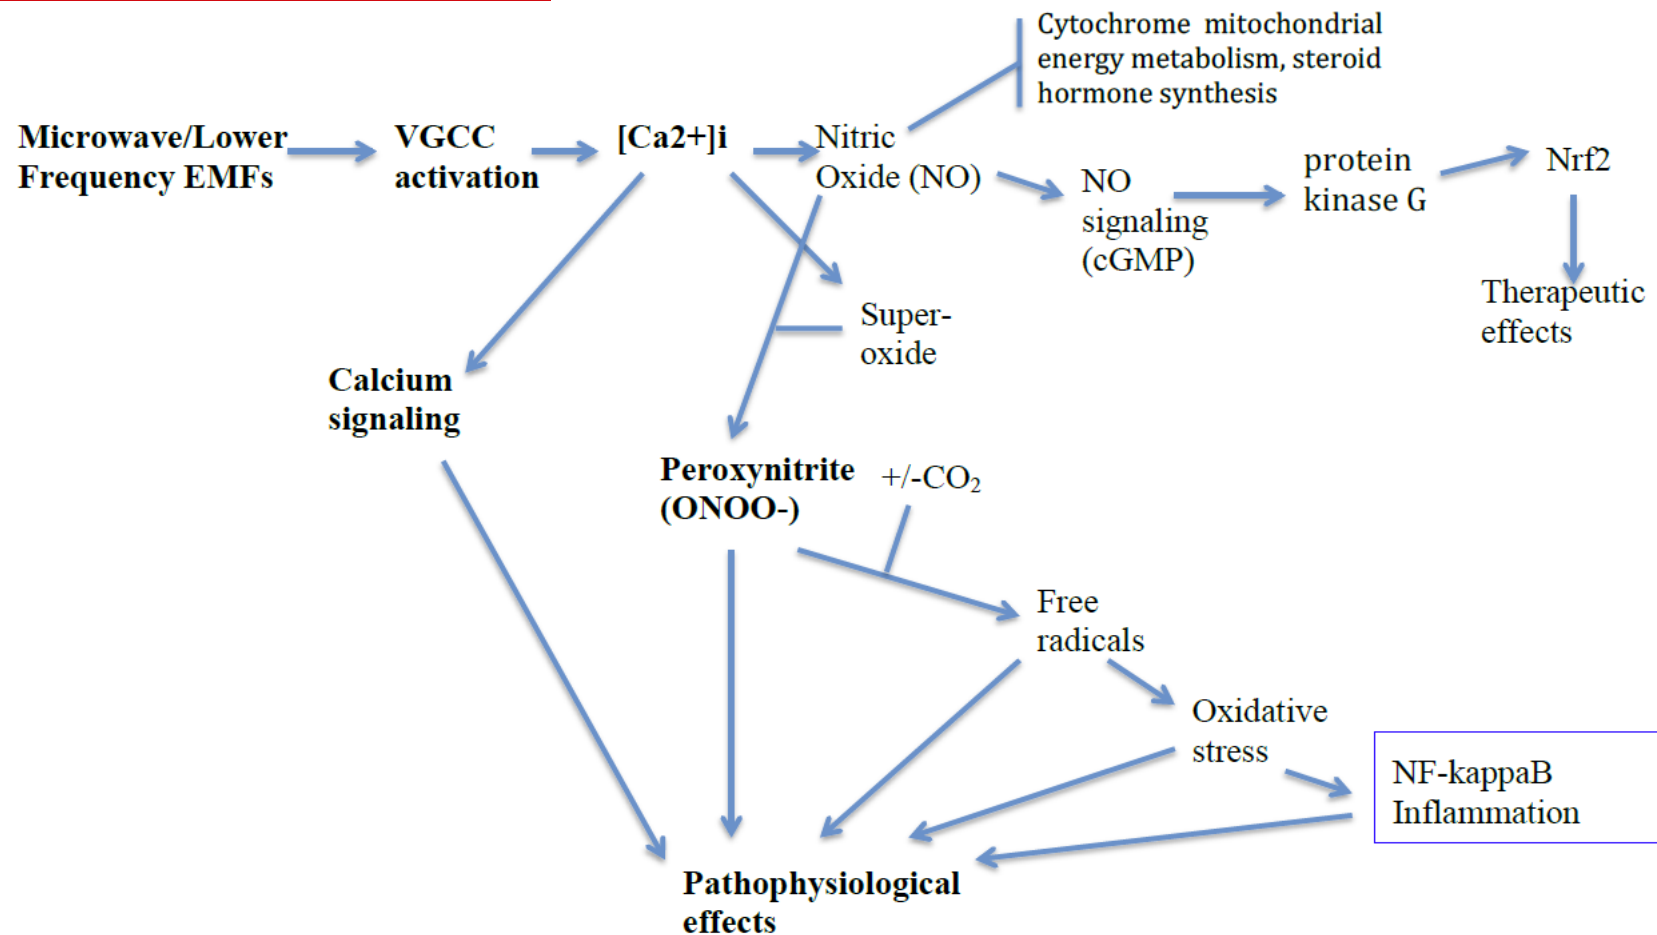 Cytochrome mitochondrial
energy metabolism, steroid
hormone synthesis
Microwave/Lower
Frequency EMFs
VGCC
activation
[Ca2+]i
Nitric
Oxide (NO)
NO
signaling
(cGMP)
protein
kinase G
Nrf2
Therapeutic
effects
Super-
oxide
Calcium
signaling
Peroxynitrite
(ONOO-)
+/-CO₂
Free
radicals
Oxidative
stress
NF-kappaB
Inflammation
Pathophysiological
effects